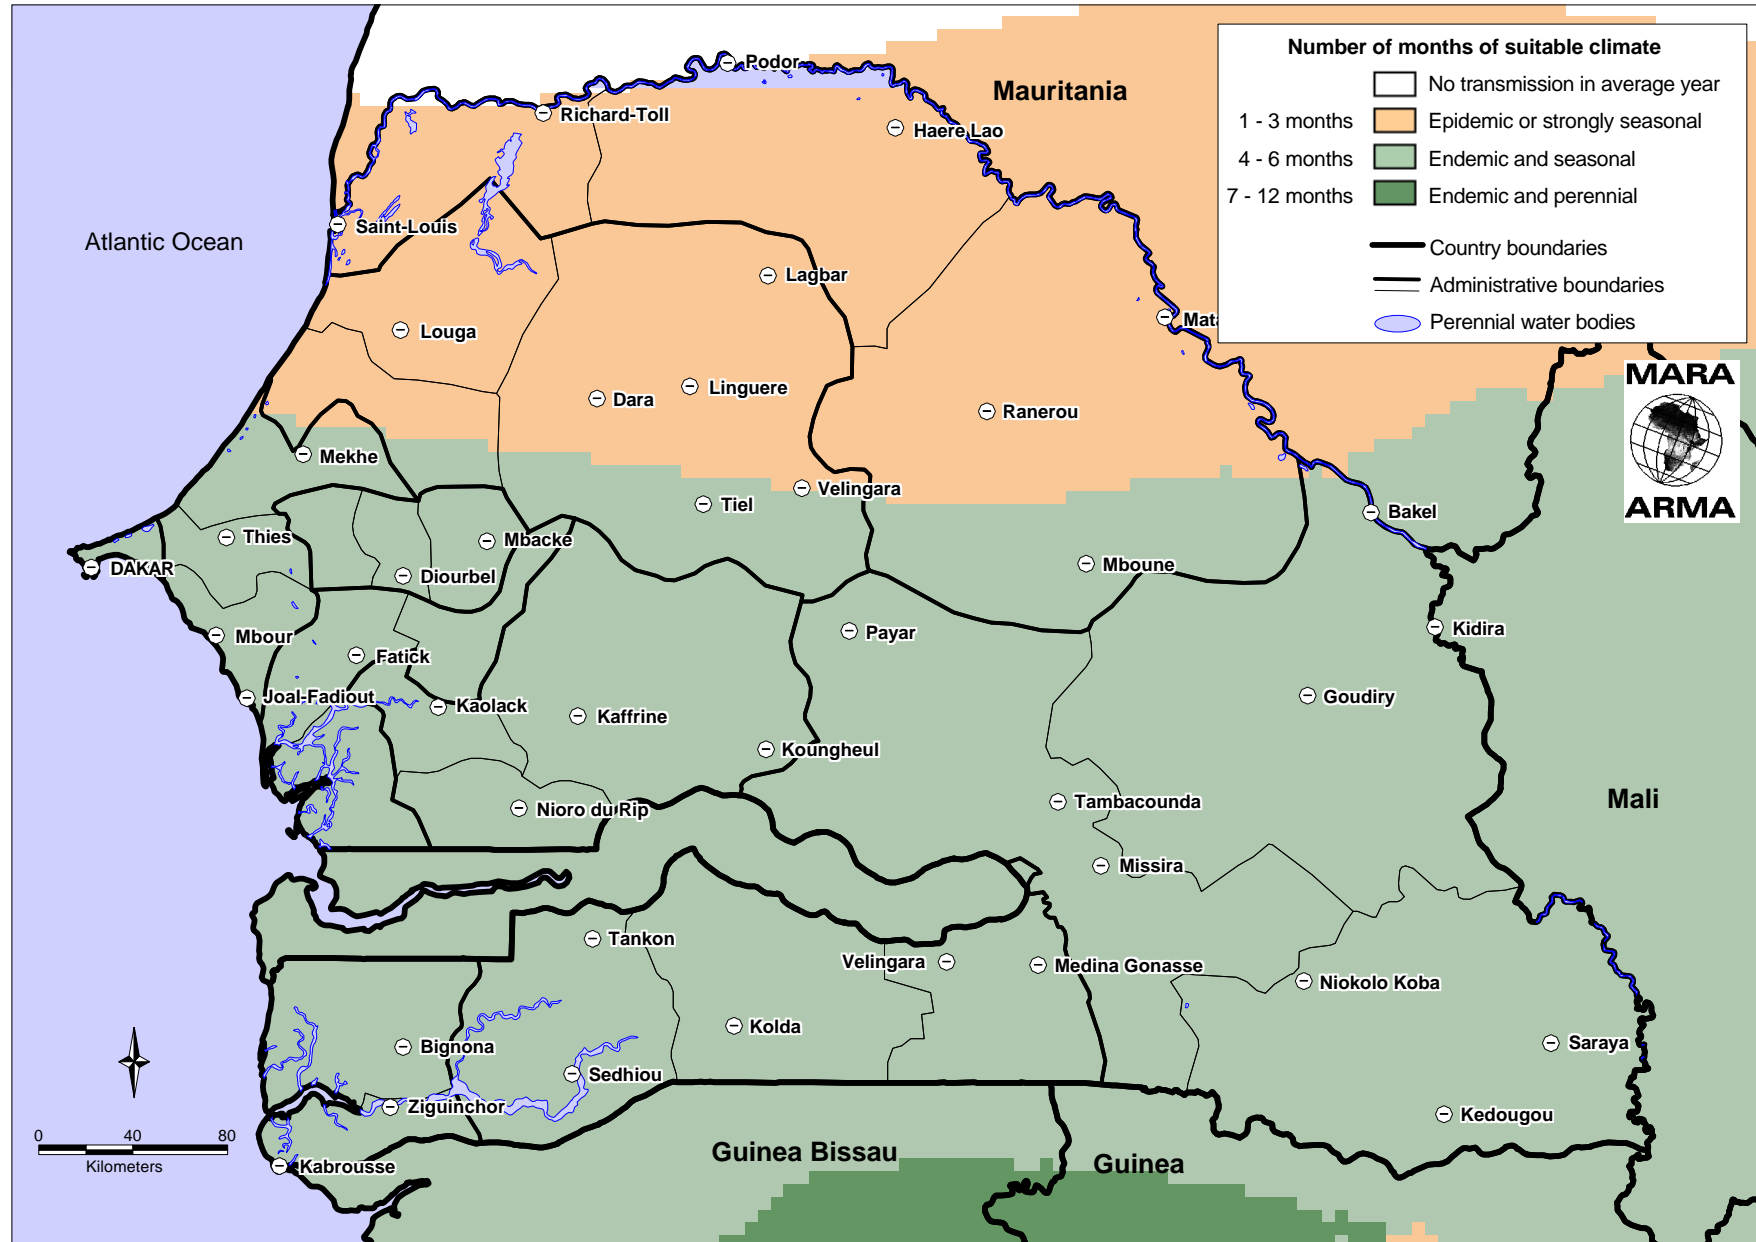 Number of months of suitable climate
No transmission in average year
1 - 3 months Epidemic or strongly seasonal
4 - 6 months Endemic and seasonal
7 - 12 months Endemic and perennial
Country boundaries
Administrative boundaries
Perennial water bodies
MARA
ARMA
Podor
Mauritania
Richard-Toll
Haere Lao
Saint-Louis
Atlantic Ocean
Lagbar
Louga
Linguere
Dara
Ranerou
Mekhe
Velingara
Tiel
Bakel
Thies
Mbacke
DAKAR
Diourbel
Mboune
Mbour
Payar
Kidira
Fatick
Joal-Fadiout
Kaolack
Kaffrine
Goudiry
Koungheul
Mali
Nioro du Rip
Tambacounda
Missira
Tankon
Velingara
Medina Gonasse
Niokolo Koba
Kolda
Bignona
Saraya
Sedhiou
Ziguinchor
Kedougou
0 40 80
Kilometers
Kabrousse
Guinea Bissau
Guinea